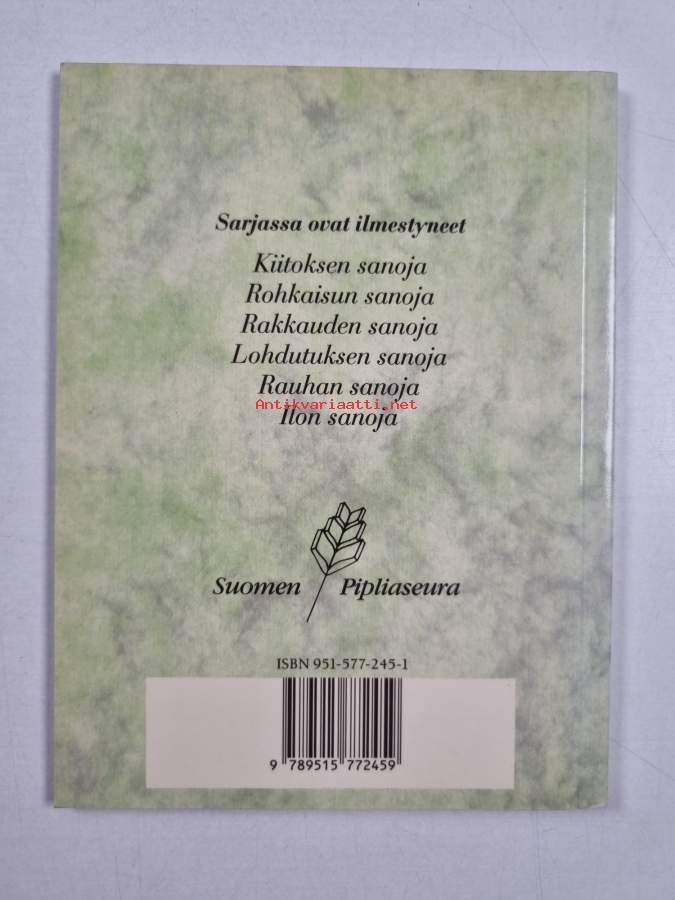 Sarjassa ovat ilmestyneet
Kiitoksen sanoja
Rohkaisun sanoja
Rakkauden sanoja
Lohdutuksen sanoja
Rauhan sanoja
Antikvariaatti.net
Ilon sanoja
Suomen Pipliaseura
ISBN 951-577-245-1
9 789515 772459